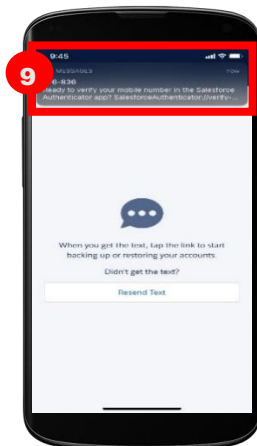 9
9:45
MESSAGES
now
6-836
Ready to verify your mobile number in the Salesforce
Authenticator app? SalesforceAuthenticator://verify-...
When you get the text, tap the link to start
backing up or restoring your accounts.
Didn't get the text?
Resend Text